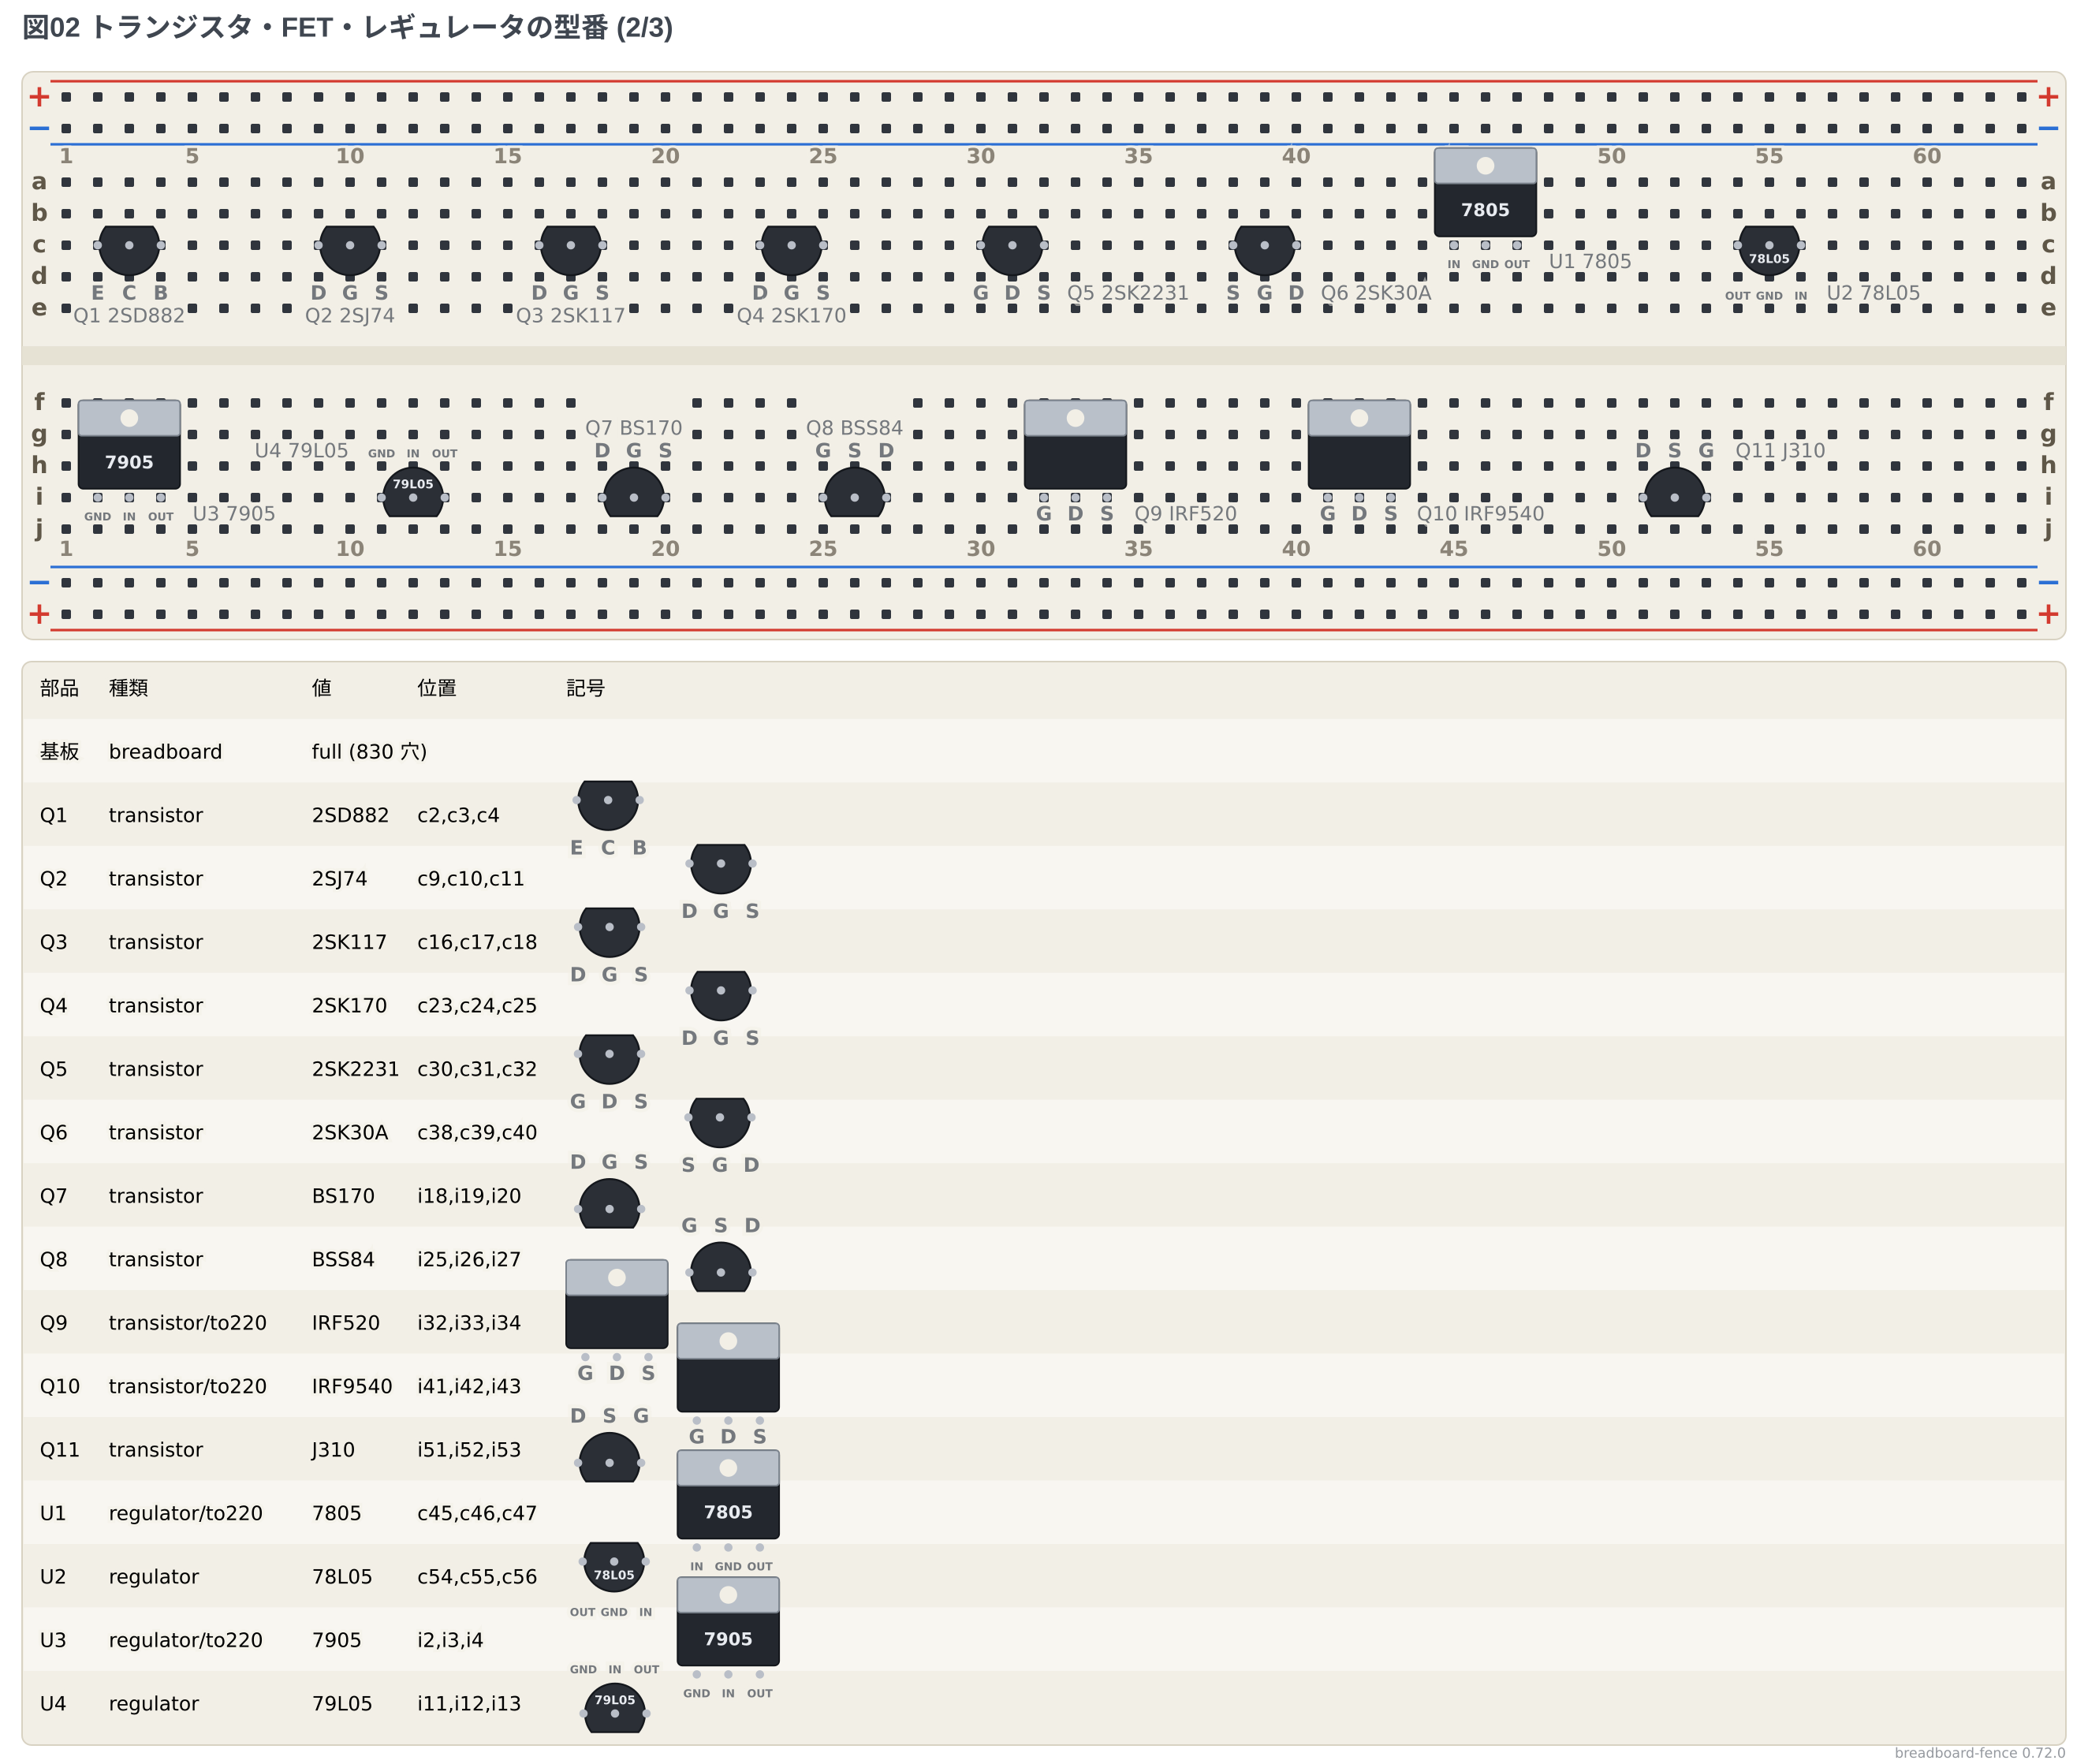 図02 トランジスタ・FET・レギュレータの型番 (2/3)
+ +
− −
1 5 10 15 20 25 30 35 40 50 55 60
a a
b 7805 b
c c
IN GND OUT U1 7805 78L05
d d
E C B D G S D G S D G S G D S Q5 2SK2231 S G D Q6 2SK30A OUT GND IN U2 78L05
e Q1 2SD882 Q2 2SJ74 Q3 2SK117 Q4 2SK170 e
f f
Q7 BS170 Q8 BSS84
g g
U4 79L05 GND IN OUT D G S G S D D S G Q11 J310
h 7905 h
79L05
i i
GND IN OUT U3 7905 G D S Q9 IRF520 G D S Q10 IRF9540
j j
1 5 10 15 20 25 30 35 40 45 50 55 60
− −
+ +
部品 種類 値 位置 記号
基板 breadboard full (830 穴)
Q1 transistor 2SD882 c2,c3,c4
E C B
Q2 transistor 2SJ74 c9,c10,c11
D G S
Q3 transistor 2SK117 c16,c17,c18
D G S
Q4 transistor 2SK170 c23,c24,c25
D G S
Q5 transistor 2SK2231 c30,c31,c32
G D S
Q6 transistor 2SK30A c38,c39,c40
D G S S G D
Q7 transistor BS170 i18,i19,i20
G S D
Q8 transistor BSS84 i25,i26,i27
Q9 transistor/to220 IRF520 i32,i33,i34
G D S
Q10 transistor/to220 IRF9540 i41,i42,i43
D S G
G D S
Q11 transistor J310 i51,i52,i53
U1 regulator/to220 7805 c45,c46,c47 7805
IN GND OUT
U2 regulator 78L05 c54,c55,c56 78L05
OUT GND IN
U3 regulator/to220 7905 i2,i3,i4 7905
GND IN OUT
GND IN OUT
U4 regulator 79L05 i11,i12,i13 79L05
breadboard-fence 0.72.0